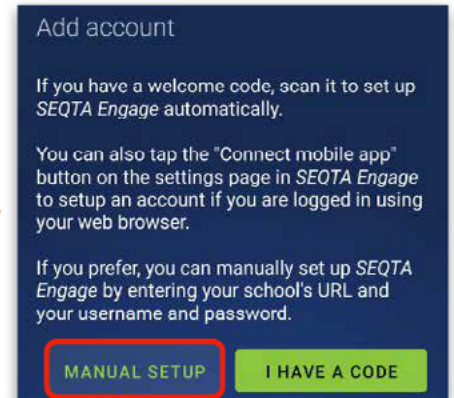 Add account
If you have a welcome code, scan it to set up
SEQTA Engage automatically.
You can also tap the "Connect mobile app"
button on the settings page in SEQTA Engage
to setup an account if you are logged in using
your web browser.
If you prefer, you can manually set up SEQTA
Engage by entering your school's URL and
your username and password.
MANUAL SETUP
I HAVE A CODE